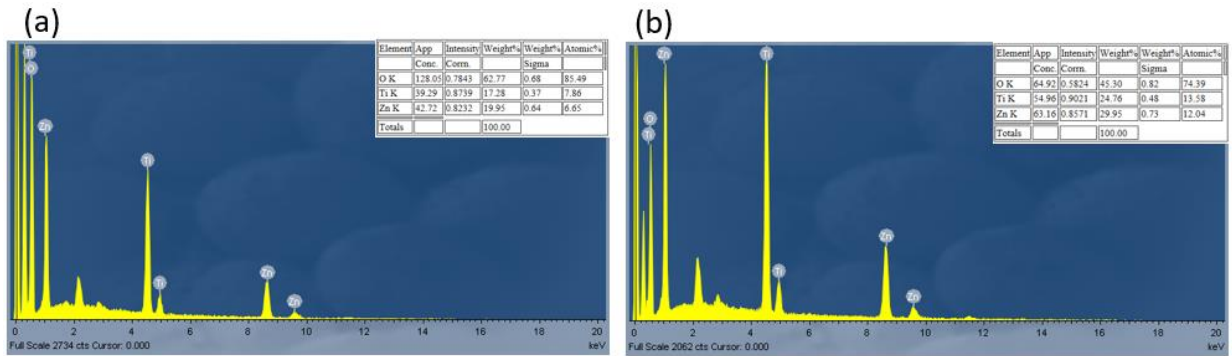 (a)
Element App Intensity Weight% Weight% Atomic%
Conc. Corrn. Sigma
O K 128.05 0.7843 62.77 0.68 85.49
Ti K 39.29 0.8739 17.28 0.37 7.86
Zn K 42.72 0.8232 19.95 0.64 6.65
Totals 100.00
Ti
O
Zn
Ti
Ti
Zn
Zn
0 2 4 6 8 10 12 14 16 18 20
Full Scale 2734 cts Cursor: 0.000 keV
(b)
Element App Intensity Weight% Weight% Atomic%
Conc. Corrn. Sigma
O K 64.92 0.5824 45.30 0.82 74.39
Ti K 54.96 0.9021 24.76 0.48 13.58
Zn K 63.16 0.8571 29.95 0.73 12.04
Totals 100.00
Zn
O
Ti
Ti
Ti
Zn
Zn
0 2 4 6 8 10 12 14 16 18 20
Full Scale 2062 cts Cursor: 0.000 keV